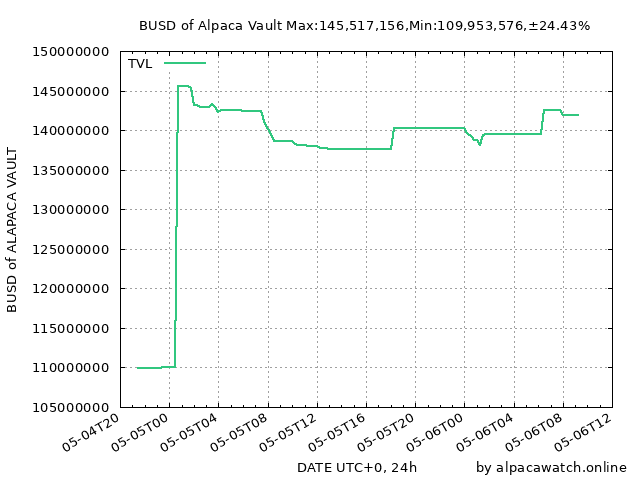 BUSD of Alpaca Vault Max:145,517,156,Min:109,953,576,±24.43%
TVL
150000000
145000000
140000000
135000000
130000000
125000000
120000000
115000000
110000000
105000000
BUSD of ALAPACA VAULT
05-04T20
05-05T00
05-05T04
05-05T08
05-05T12
05-05T16
05-05T20
05-06T00
05-06T04
05-06T08
05-06T12
DATE UTC+0, 24h
by alpacawatch.online